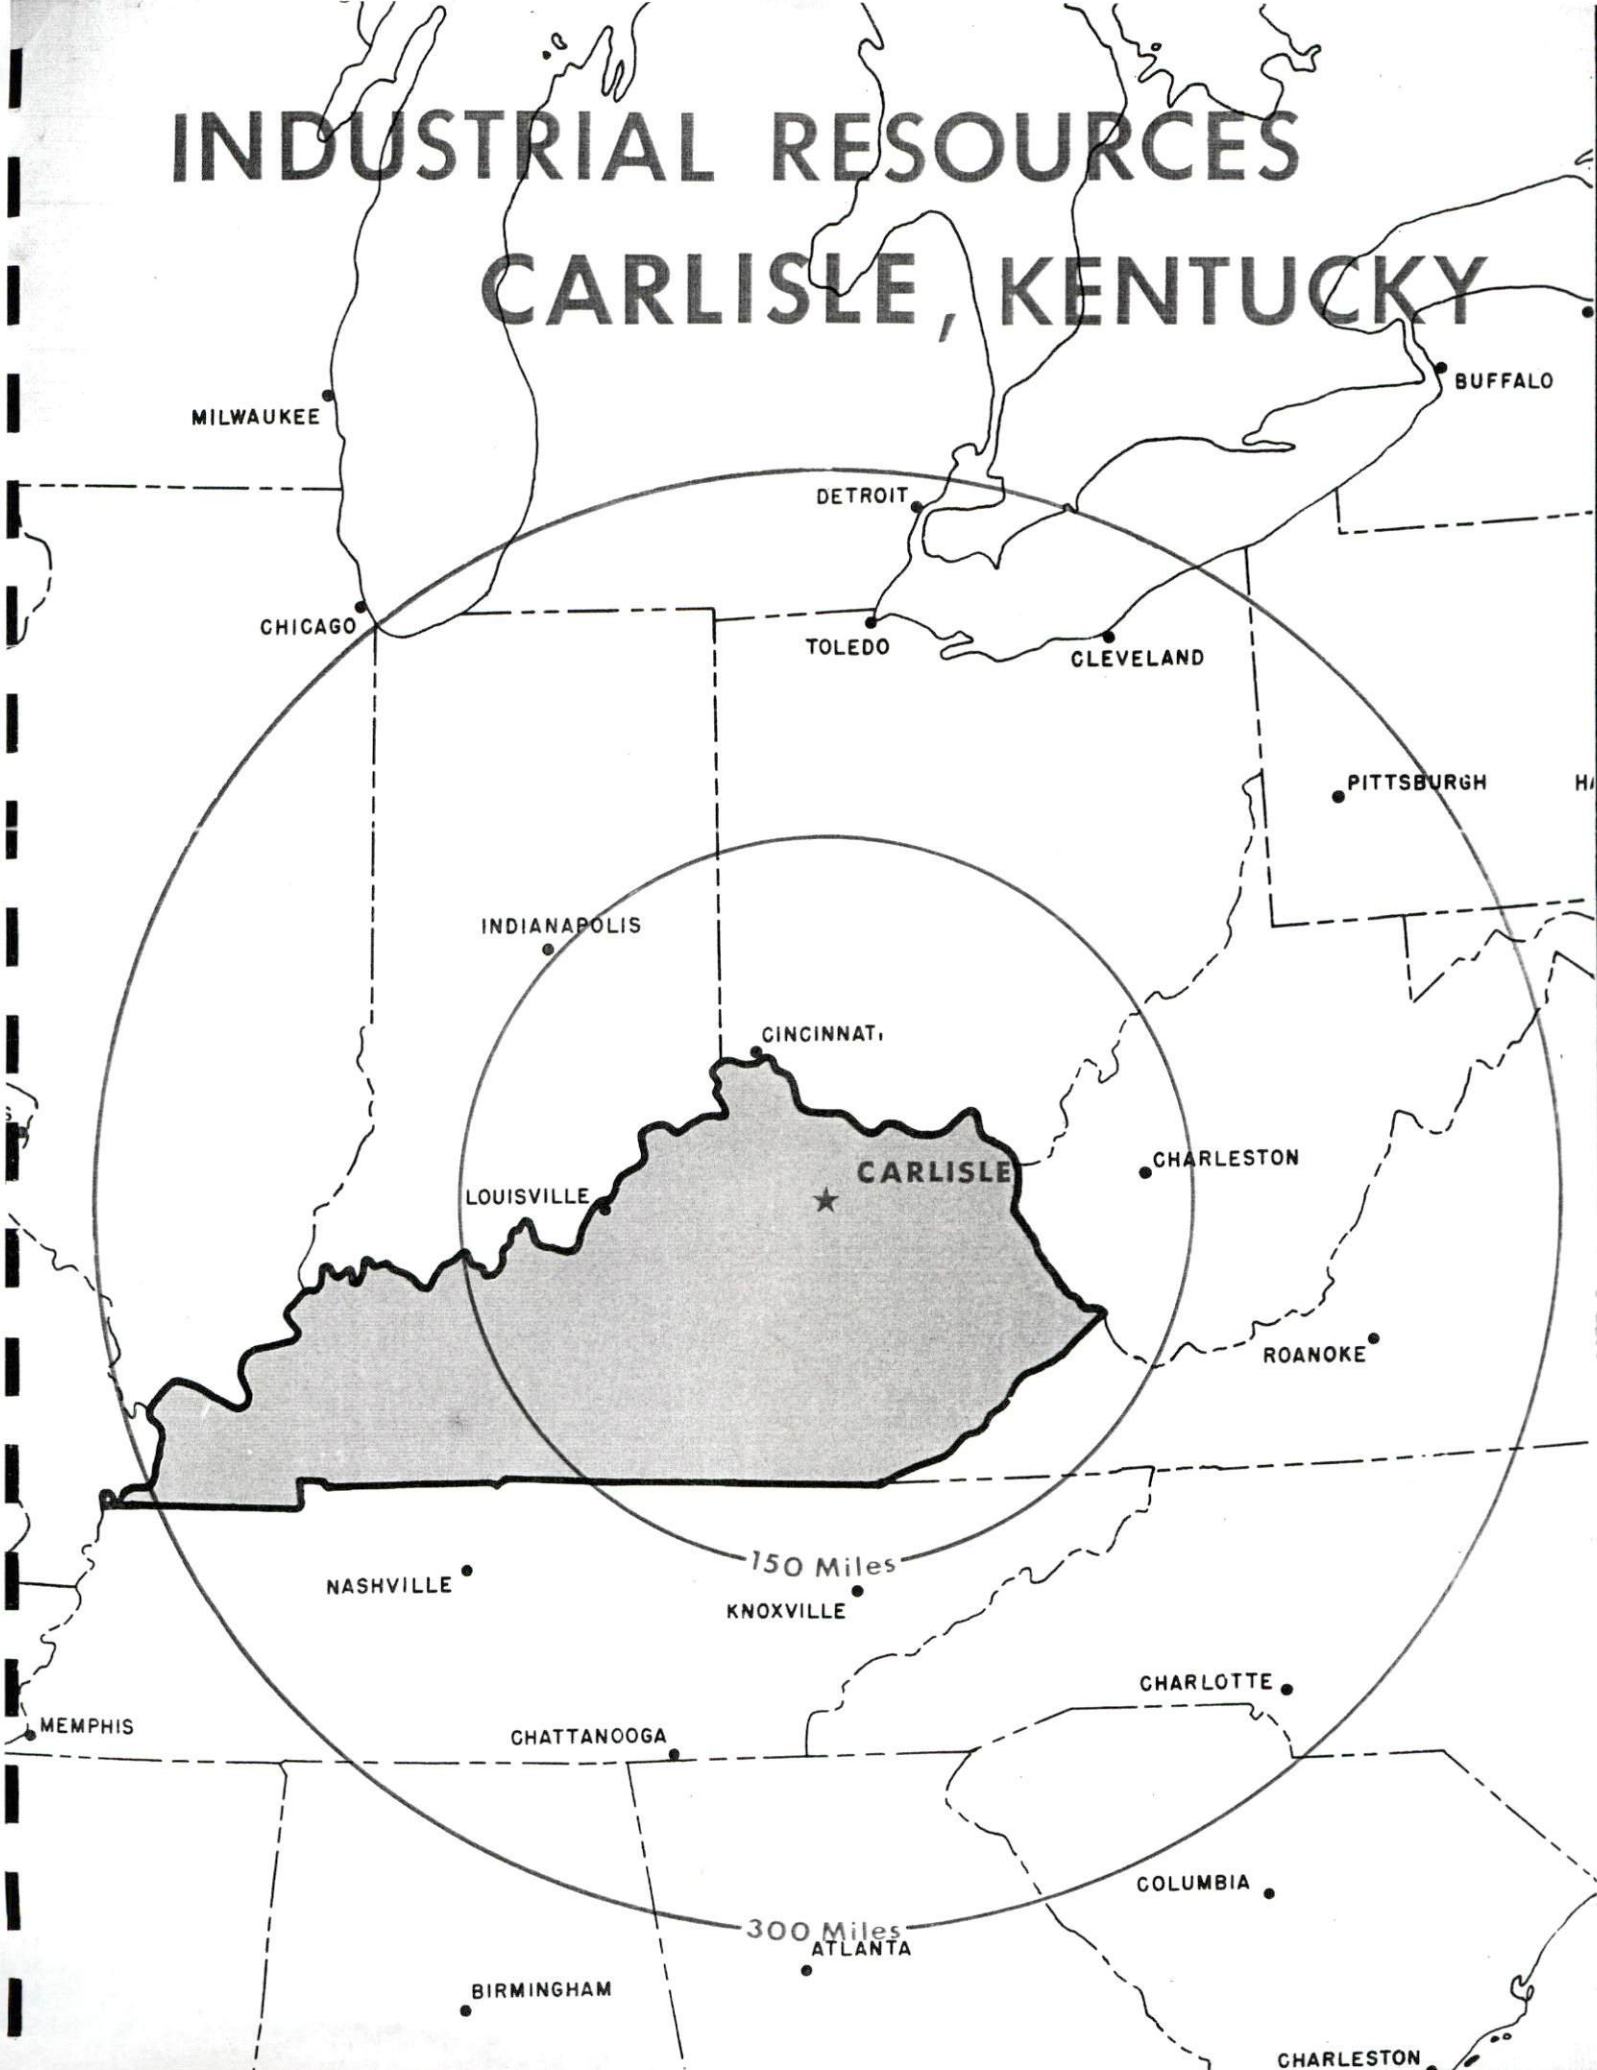 INDUSTRIAL RESOURCES
CARLISLE, KENTUCKY
BUFFALO
MILWAUKEE
DETROIT
CHICAGO
TOLEDO
CLEVELAND
PITTSBURGH
HA
INDIANAPOLIS
CINCINNATI
CARLISLE
CHARLESTON
LOUISVILLE
ROANOKE
150 Miles
NASHVILLE
KNOXVILLE
CHARLOTTE
MEMPHIS
CHATTANOOGA
COLUMBIA
300 Miles
ATLANTA
BIRMINGHAM
CHARLESTON